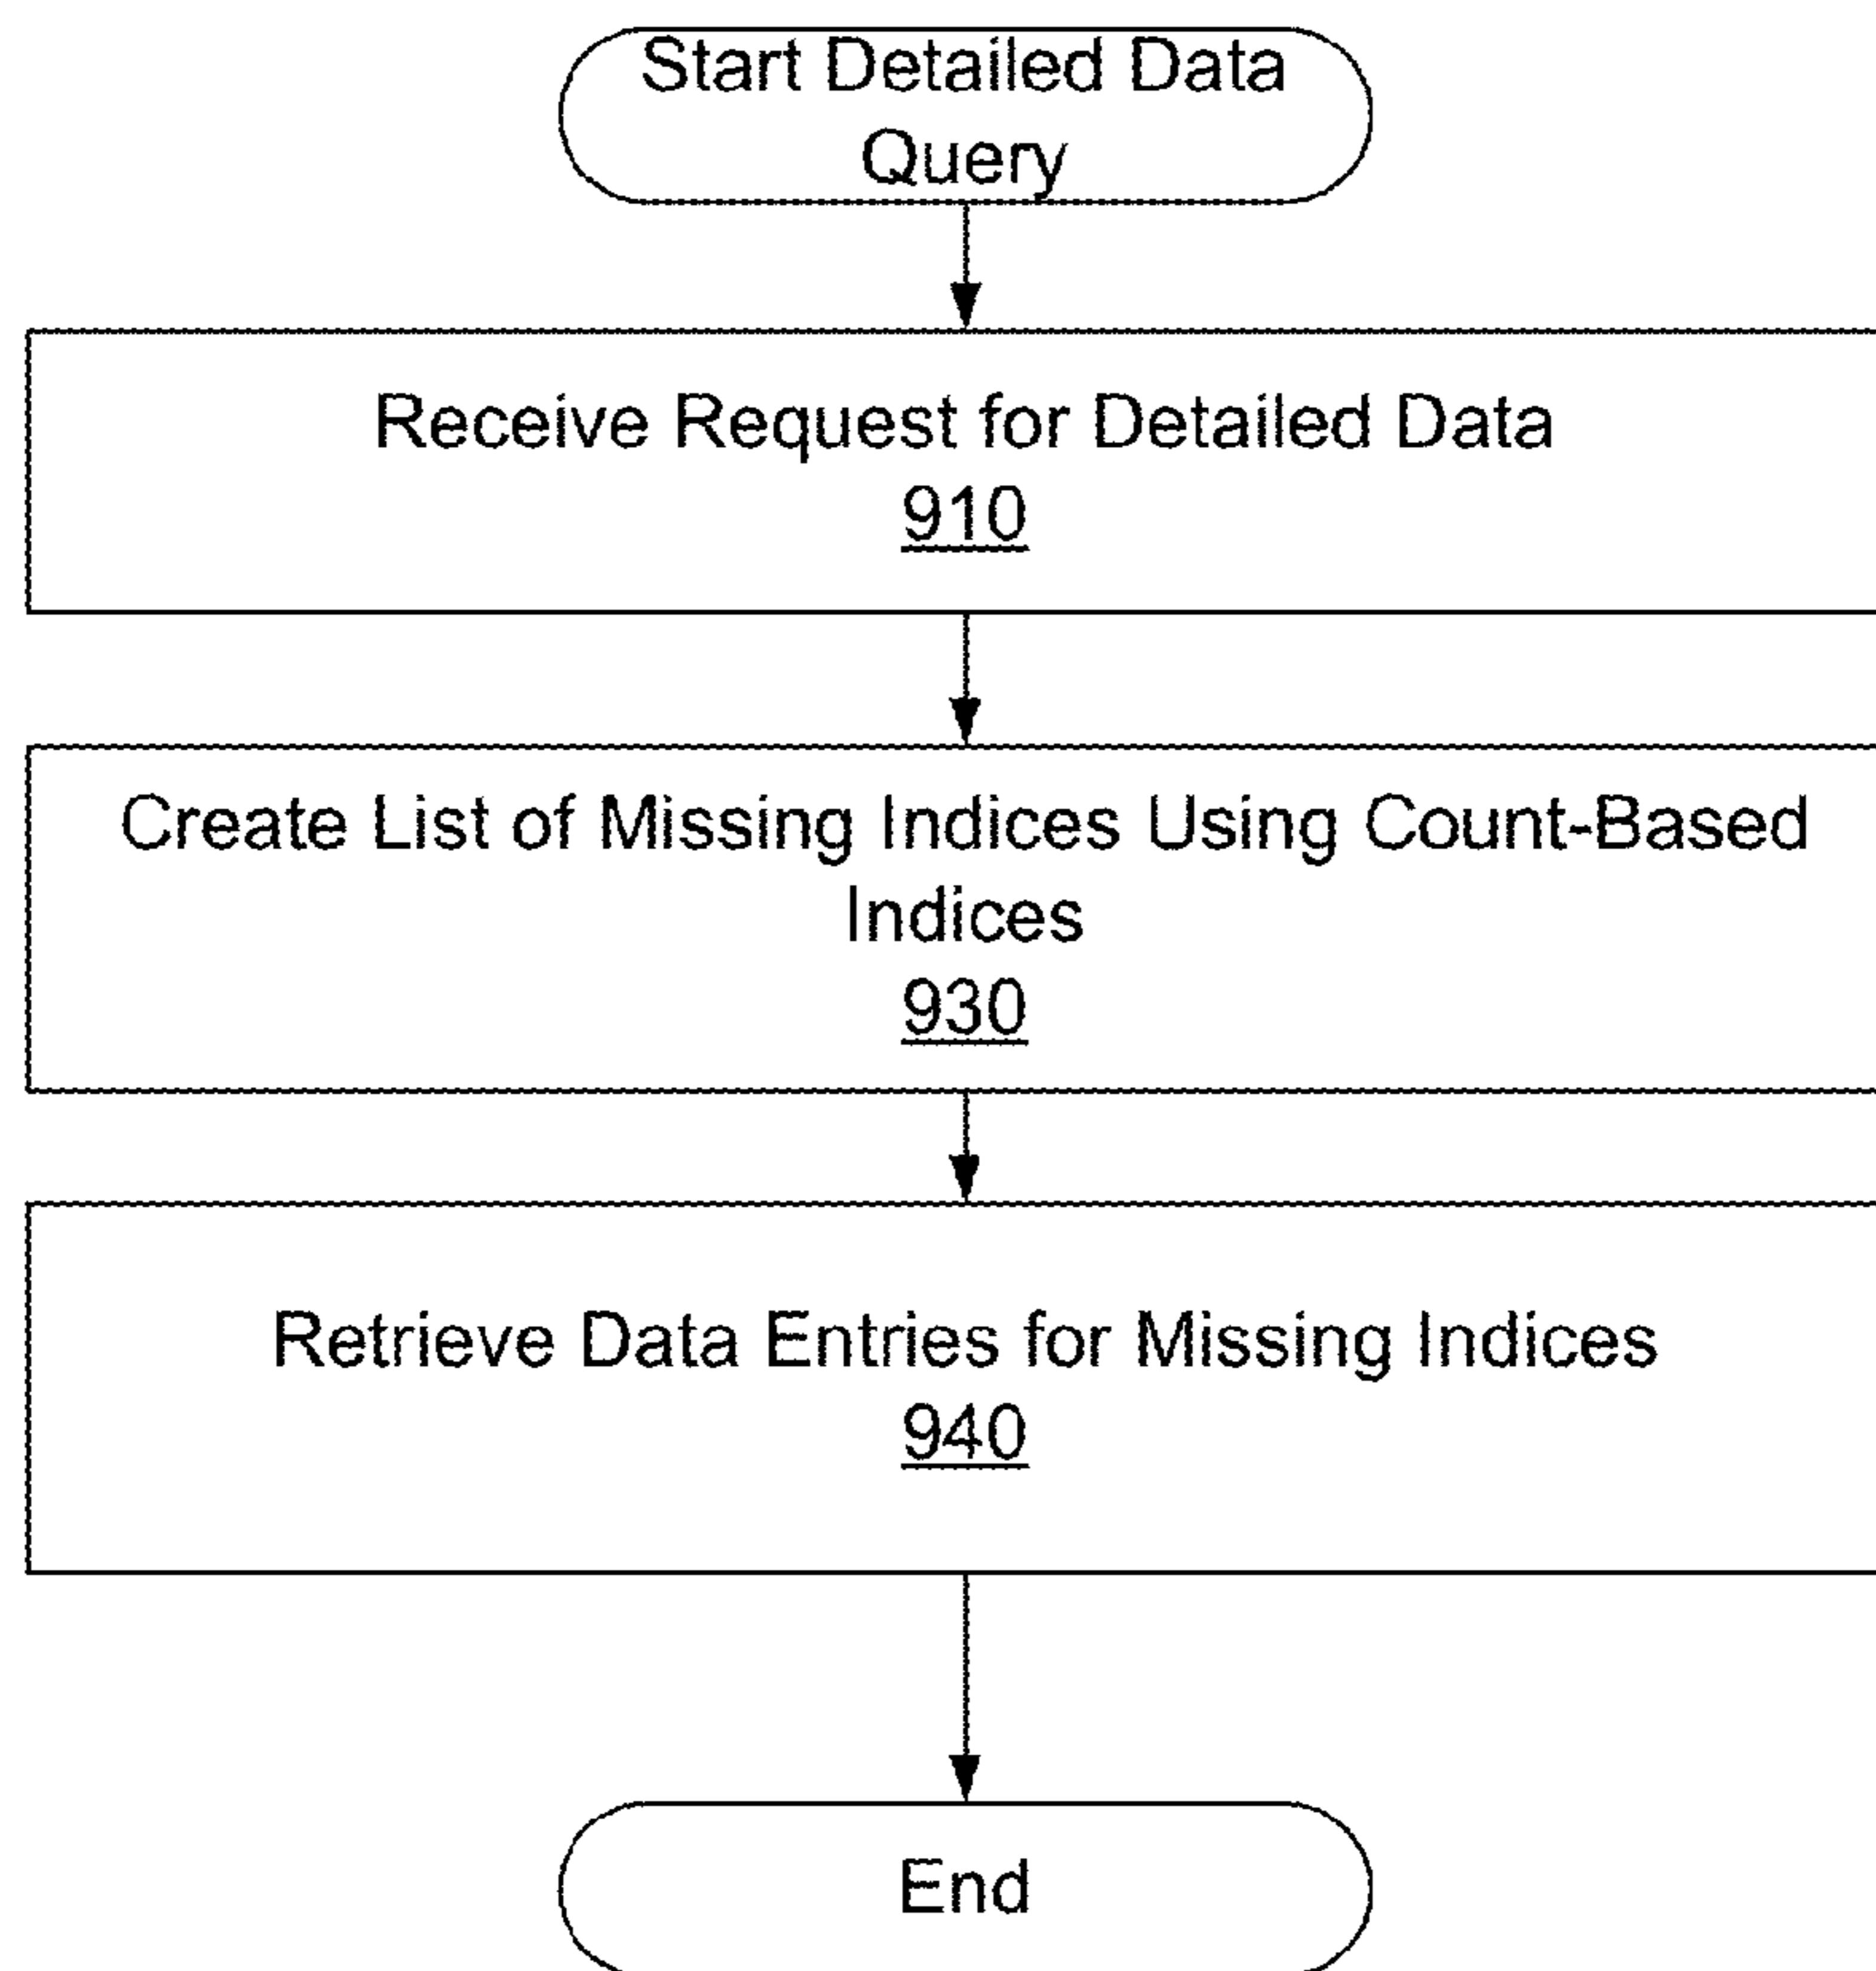 Start Detailed Data
Query
Receive Request for Detailed Data
910
Create List of Missing Indices Using Count-Based
Indices
930
Retrieve Data Entries for Missing Indices
940
End